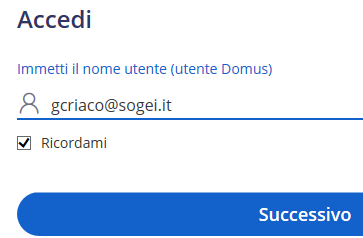 Accedi
Immetti il nome utente (utente Domus)
gcriaco@sogei.it
Ricordami
Successivo